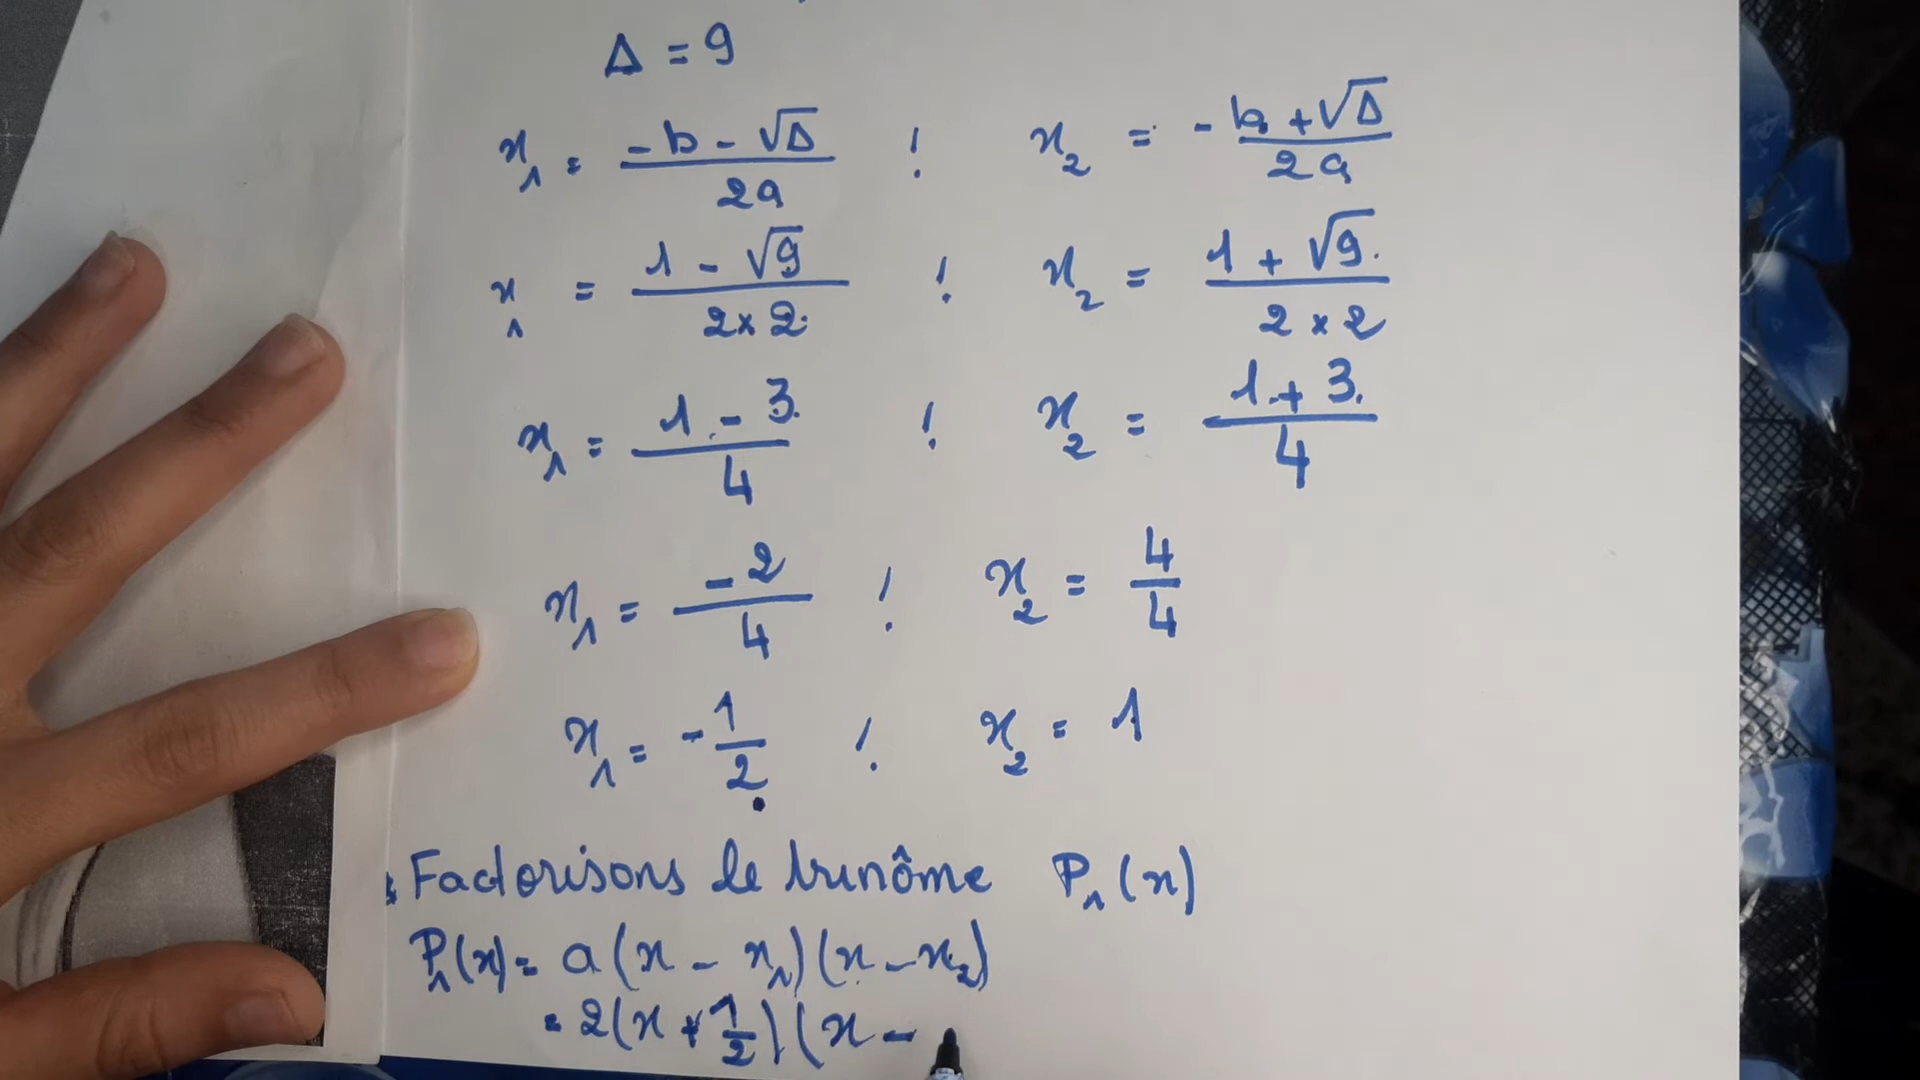 Δ = 9
x₁ = (-b - √Δ)/2a ; x₂ = (-b + √Δ)/2a
x₁ = (1 - √9)/(2×2) ; x₂ = (1 + √9)/(2×2)
x₁ = (1 - 3)/4 ; x₂ = (1 + 3)/4
x₁ = -2/4 ; x₂ = 4/4
x₁ = -1/2 ; x₂ = 1
Factorisons le trinôme P₁(x)
P₁(x) = a(x - x₁)(x - x₂)
= 2(x + 1/2)(x -